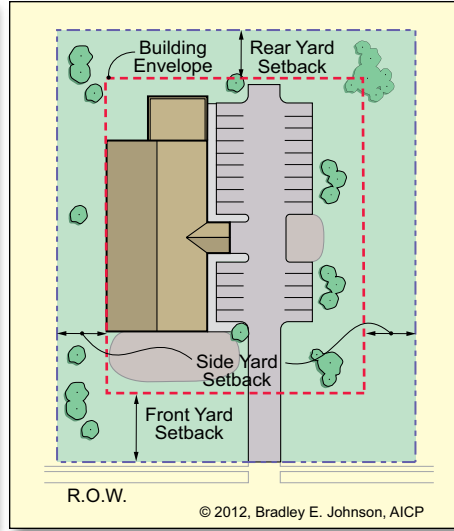 Building
Envelope
Rear Yard
Setback
Side Yard
Setback
Front Yard
Setback
R.O.W.
© 2012, Bradley E. Johnson, AICP